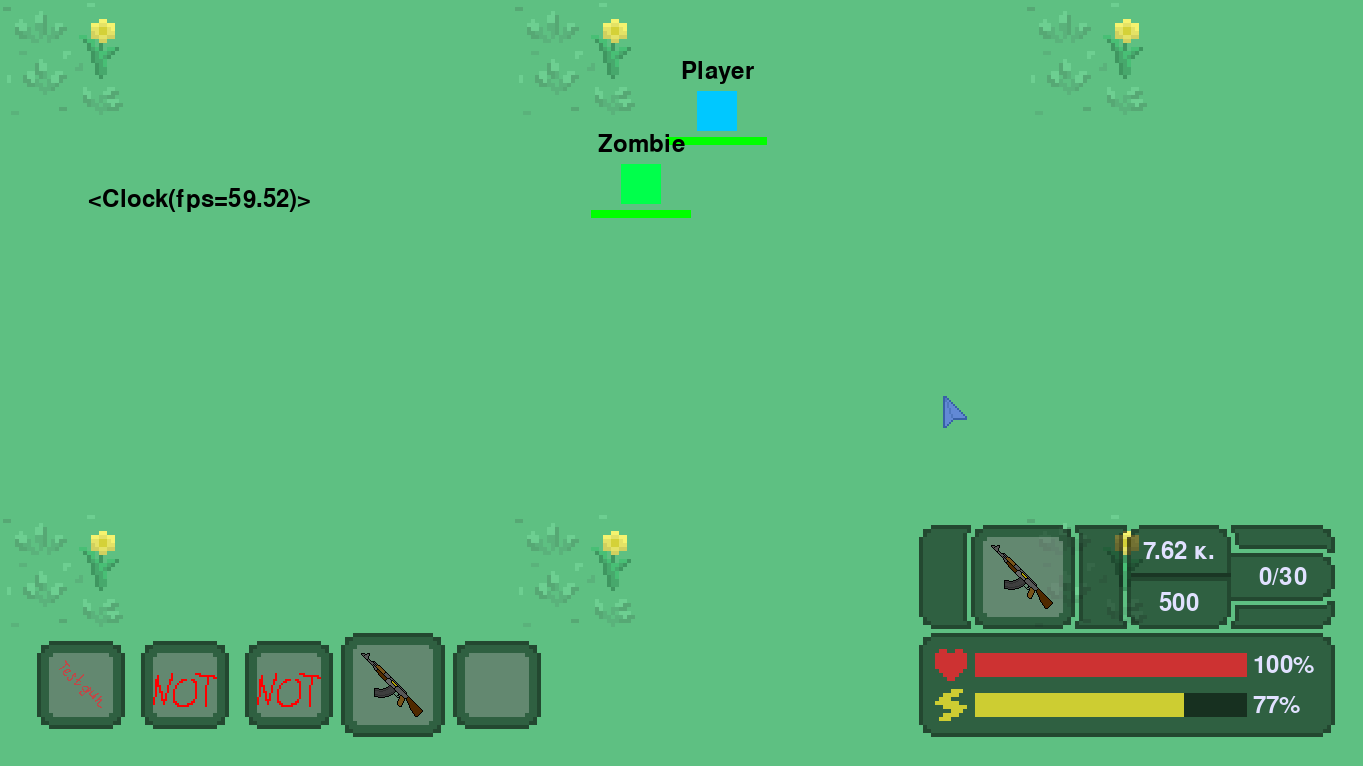 Player
Zombie
<Clock(fps=59.52)>
7.62 к.
0/30
500
NOT
NOT
100%
77%